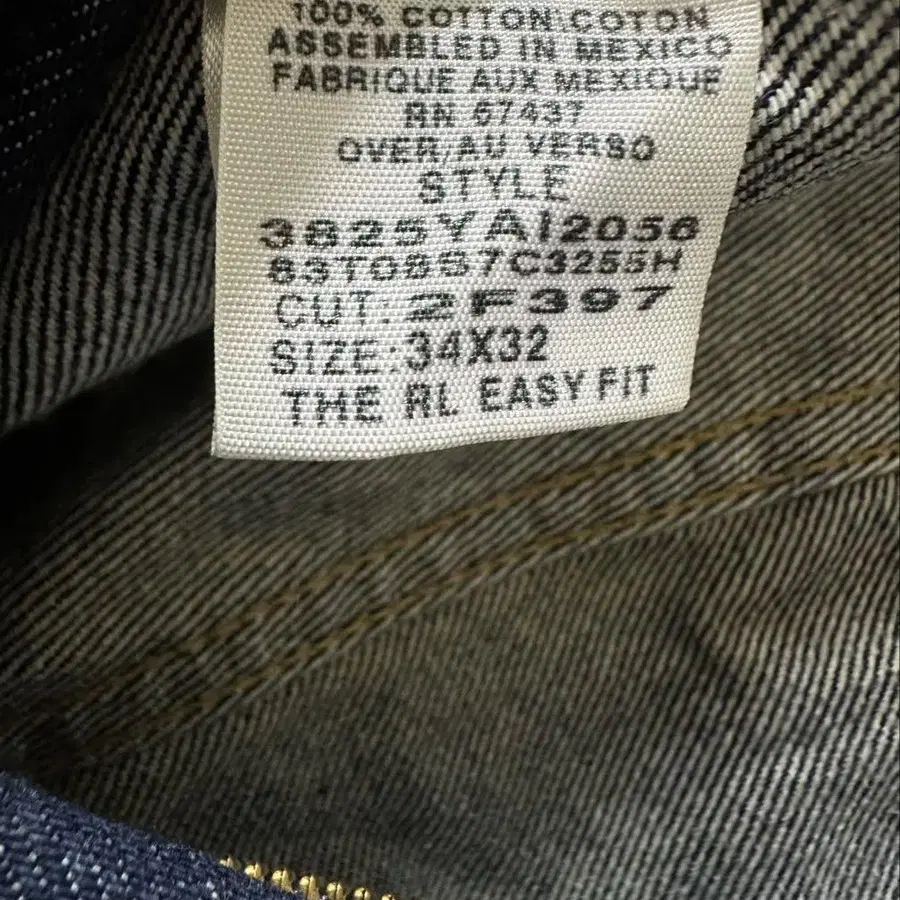 100% COTTON/COTON
ASSEMBLED IN MEXICO
FABRIQUE AUX MEXIQUE
RN 67437
OVER/AU VERSO
STYLE
3825YAI2056
83T08B7C3255H
CUT: 2F397
SIZE: 34X32
THE RL EASY FIT